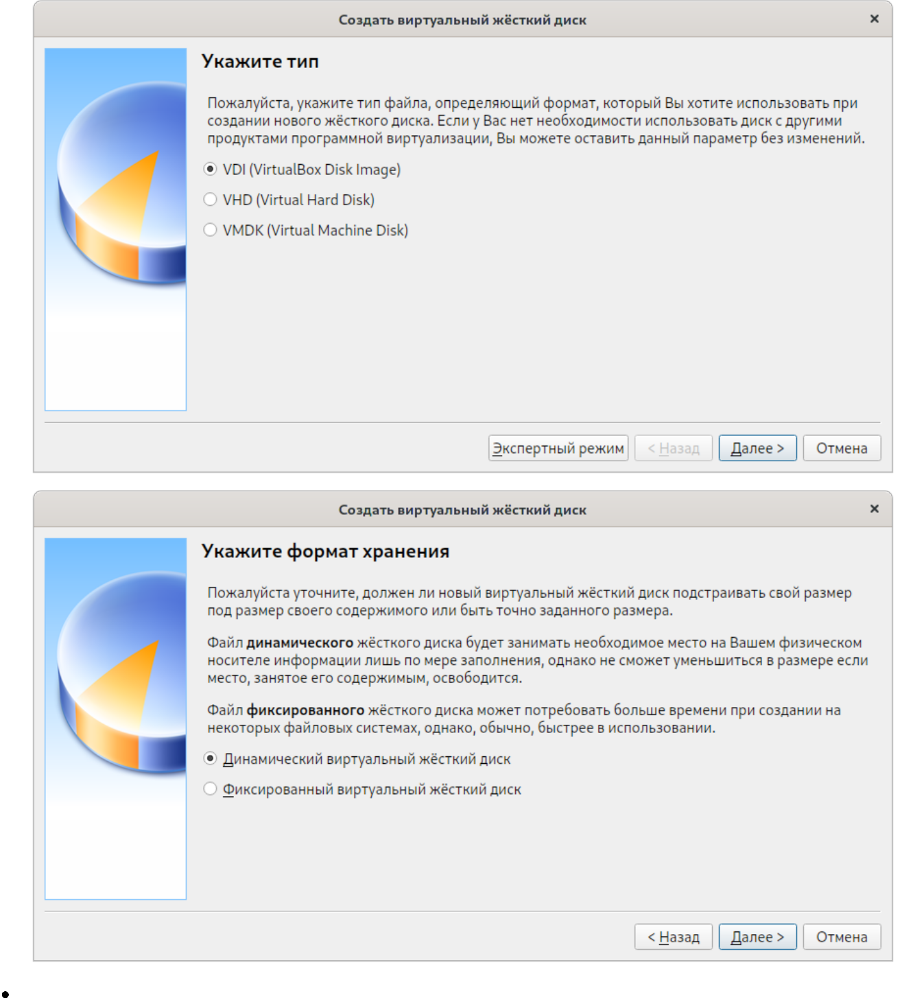 Создать виртуальный жёсткий диск
Укажите тип
Пожалуйста, укажите тип файла, определяющий формат, который Вы хотите использовать при
создании нового жёсткого диска. Если у Вас нет необходимости использовать диск с другими
продуктами программной виртуализации, Вы можете оставить данный параметр без изменений.
VDI (VirtualBox Disk Image)
VHD (Virtual Hard Disk)
VMDK (Virtual Machine Disk)
Экспертный режим < Назад Далее > Отмена
Создать виртуальный жёсткий диск
Укажите формат хранения
Пожалуйста уточните, должен ли новый виртуальный жёсткий диск подстраивать свой размер
под размер своего содержимого или быть точно заданного размера.
Файл динамического жёсткого диска будет занимать необходимое место на Вашем физическом
носителе информации лишь по мере заполнения, однако не сможет уменьшиться в размере если
место, занятое его содержимым, освободится.
Файл фиксированного жёсткого диска может потребовать больше времени при создании на
некоторых файловых системах, однако, обычно, быстрее в использовании.
Динамический виртуальный жёсткий диск
Фиксированный виртуальный жёсткий диск
< Назад Далее > Отмена